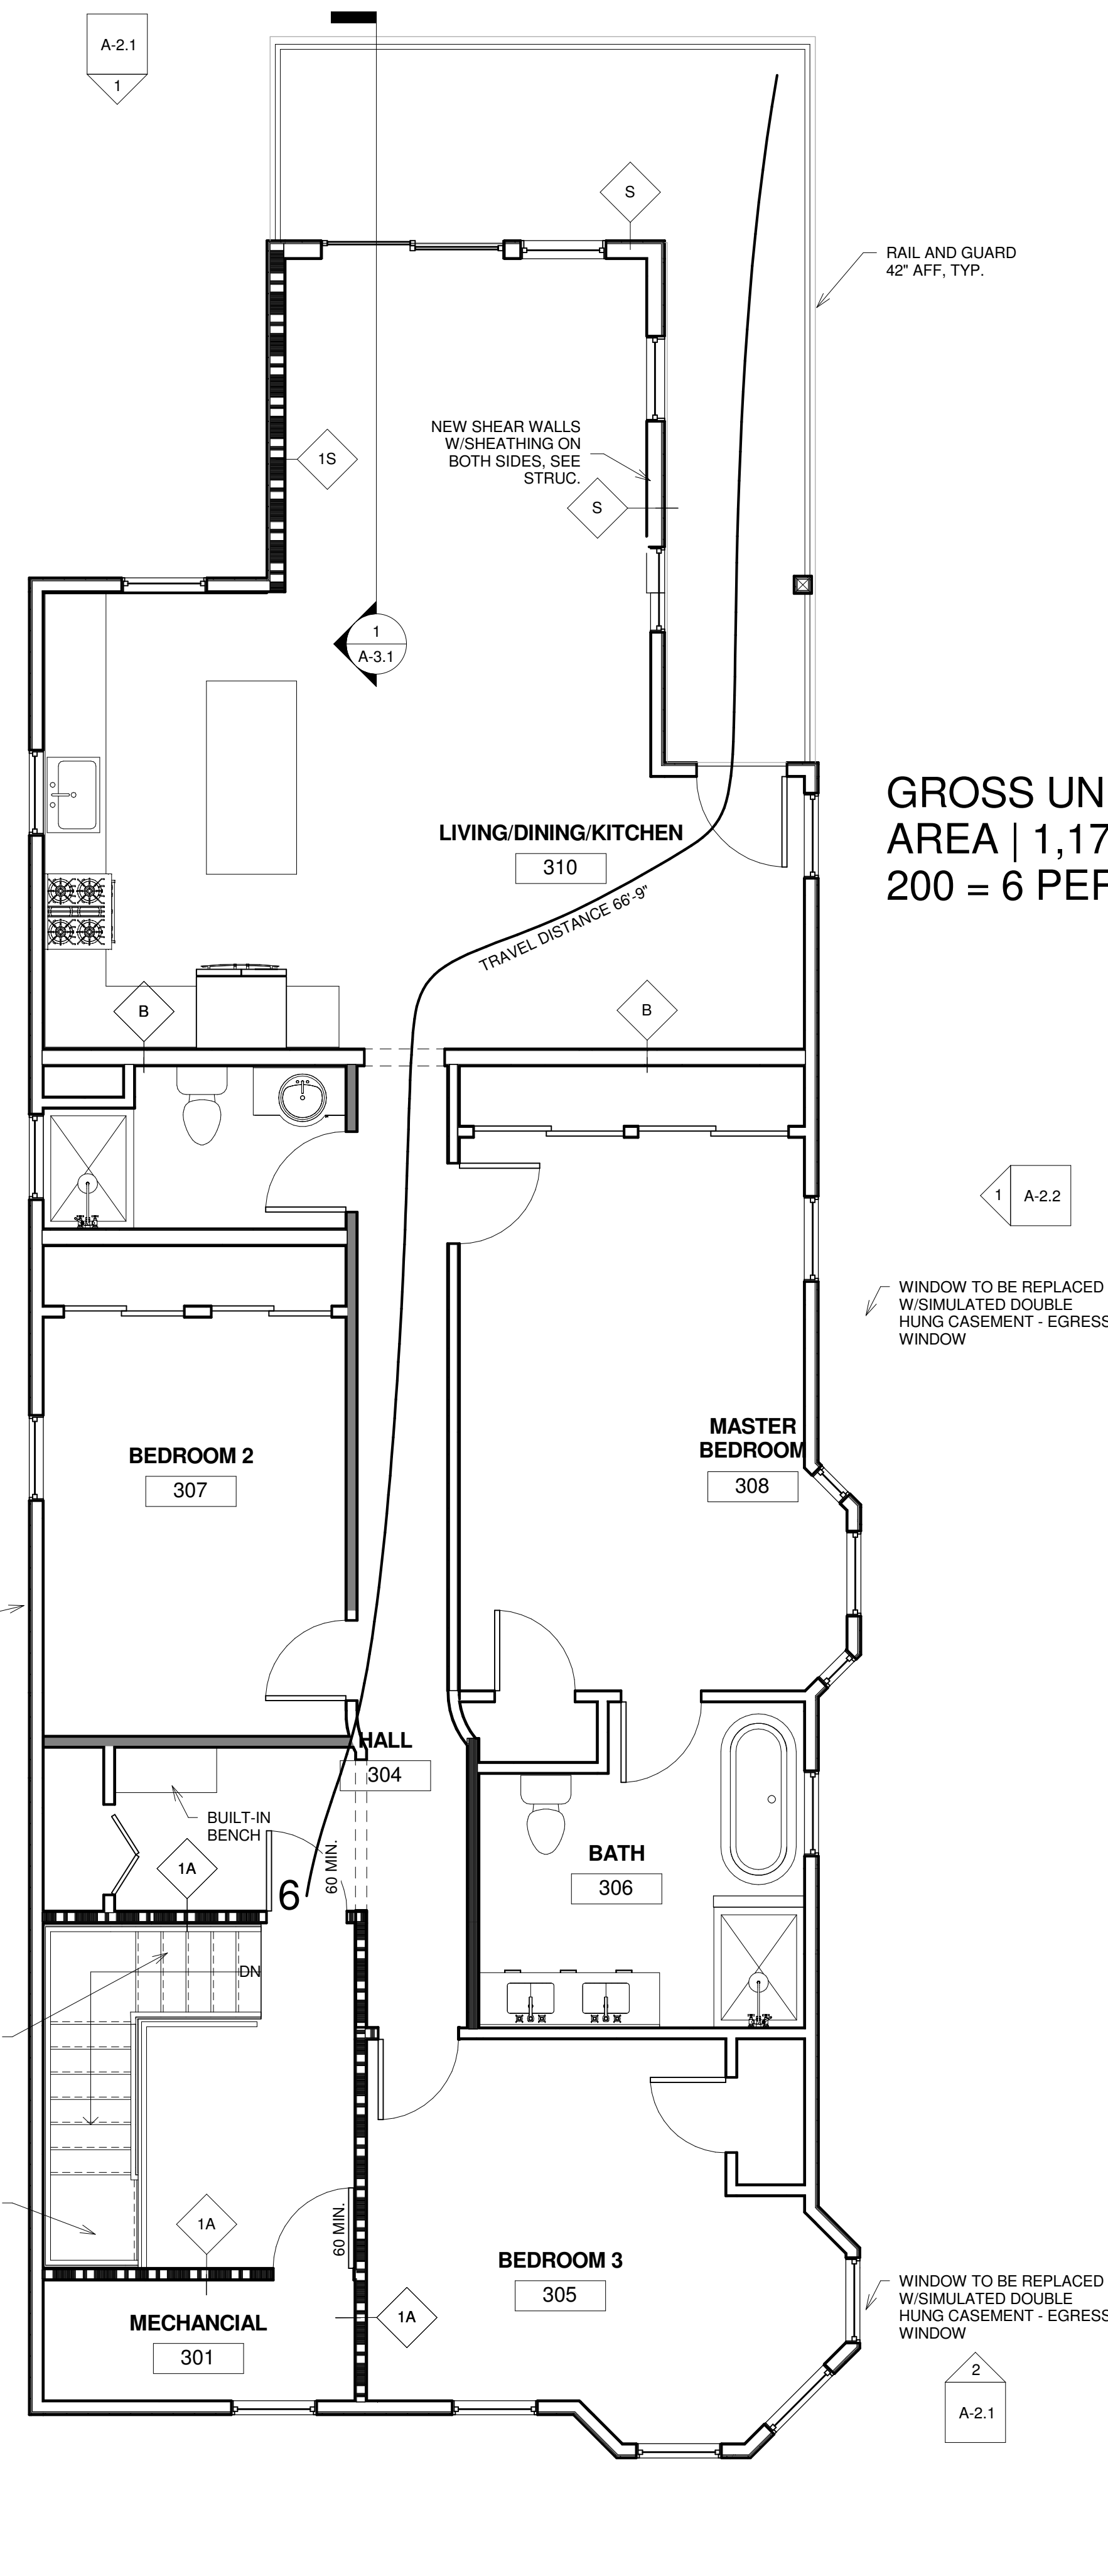 A-2.1
1
S
RAIL AND GUARD
42" AFF, TYP.
NEW SHEAR WALLS
W/SHEATHING ON
BOTH SIDES, SEE
STRUC.
1S
S
1
A-3.1
GROSS UN
AREA | 1,17
200 = 6 PER
LIVING/DINING/KITCHEN
310
TRAVEL DISTANCE 66'-9"
B
B
1
A-2.2
WINDOW TO BE REPLACED
W/SIMULATED DOUBLE
HUNG CASEMENT - EGRESS
WINDOW
MASTER
BEDROOM
308
BEDROOM 2
307
HALL
304
BUILT-IN
BENCH
BATH
306
1A
60 MIN.
6
DN
1A
60 MIN.
BEDROOM 3
305
WINDOW TO BE REPLACED
W/SIMULATED DOUBLE
HUNG CASEMENT - EGRESS
WINDOW
MECHANCIAL
301
1A
2
A-2.1